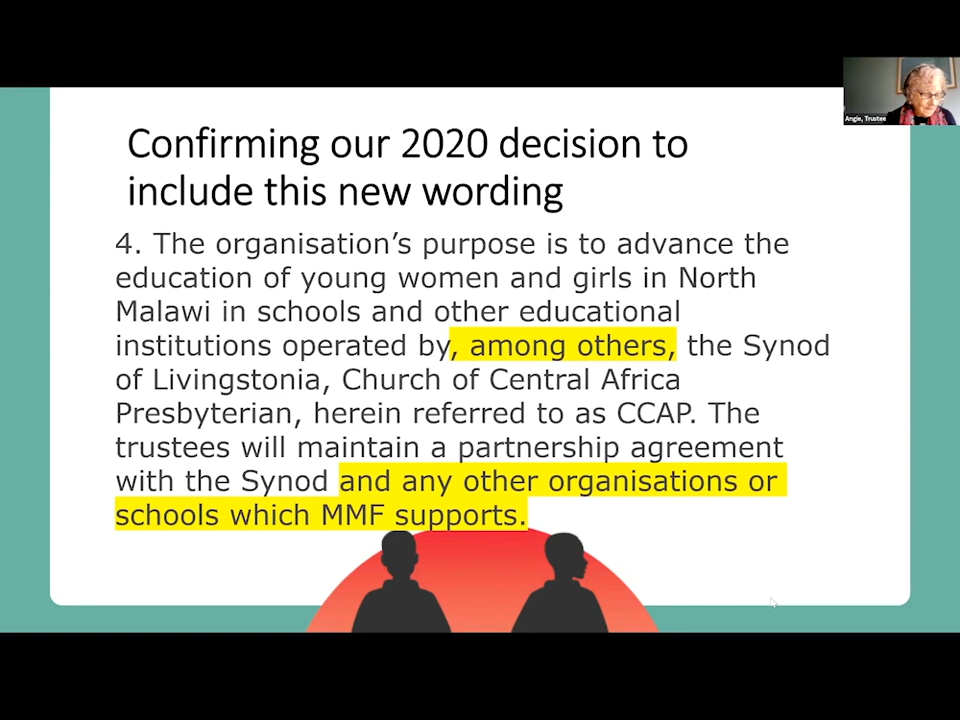 Confirming our 2020 decision to
include this new wording
4. The organisation’s purpose is to advance the
education of young women and girls in North
Malawi in schools and other educational
institutions operated by, among others, the Synod
of Livingstonia, Church of Central Africa
Presbyterian, herein referred to as CCAP. The
trustees will maintain a partnership agreement
with the Synod and any other organisations or
schools which MMF supports.
Angie, Trustee